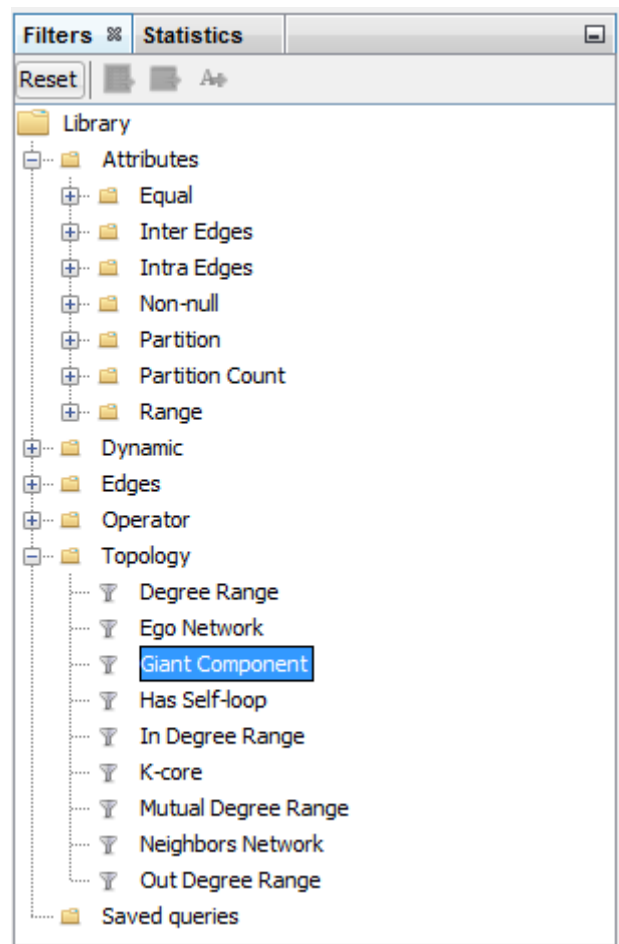 Filters Statistics
Reset
Library
Attributes
Equal
Inter Edges
Intra Edges
Non-null
Partition
Partition Count
Range
Dynamic
Edges
Operator
Topology
Degree Range
Ego Network
Giant Component
Has Self-loop
In Degree Range
K-core
Mutual Degree Range
Neighbors Network
Out Degree Range
Saved queries